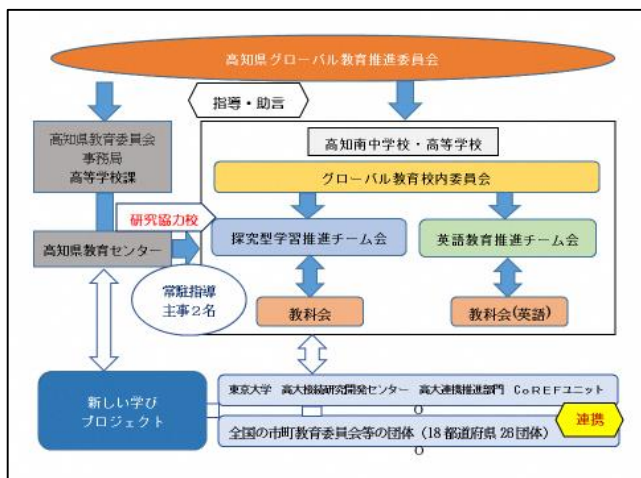 高知県グローバル教育推進委員会
指導・助言
高知県教育委員会
事務局
高等学校課
高知南中学校・高等学校
グローバル教育校内委員会
研究協力校
高知県教育センター
探究型学習推進チーム会
英語教育推進チーム会
常駐指導
主事2名
教科会
教科会(英語)
新しい学び
プロジェクト
東京大学 高大接続研究開発センター 高大連携推進部門 CoREFユニット
連携
全国の市町教育委員会等の団体(18都道府県26団体)